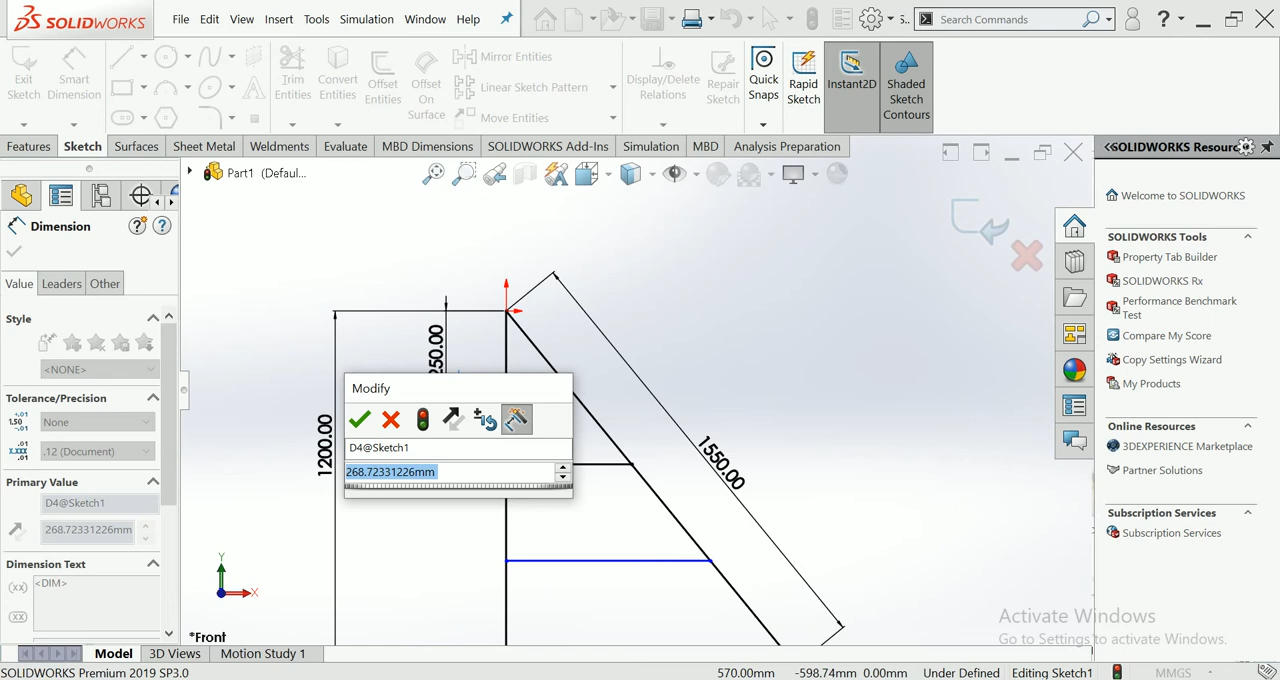 SOLIDWORKS
File Edit View Insert Tools Simulation Window Help
S..
Search Commands
Exit Sketch
Smart Dimension
Trim Entities
Convert Entities
Offset Entities
Offset On Surface
Mirror Entities
Linear Sketch Pattern
Move Entities
Display/Delete Relations
Repair Sketch
Quick Snaps
Rapid Sketch
Instant2D
Shaded Sketch Contours
Features Sketch Surfaces Sheet Metal Weldments Evaluate MBD Dimensions SOLIDWORKS Add-Ins Simulation MBD Analysis Preparation
Part1 (Defaul...
Dimension
Value Leaders Other
Style
<NONE>
Tolerance/Precision
None
.12 (Document)
Primary Value
D4@Sketch1
268.72331226mm
Dimension Text
<DIM>
1200.00
250.00
1550.00
Modify
D4@Sketch1
268.72331226mm
Y
X
*Front
SOLIDWORKS Resourc
Welcome to SOLIDWORKS
SOLIDWORKS Tools
Property Tab Builder
SOLIDWORKS Rx
Performance Benchmark Test
Compare My Score
Copy Settings Wizard
My Products
Online Resources
3DEXPERIENCE Marketplace
Partner Solutions
Subscription Services
Subscription Services
Activate Windows
Go to Settings to activate Windows.
Model 3D Views Motion Study 1
SOLIDWORKS Premium 2019 SP3.0
570.00mm -598.74mm 0.00mm Under Defined Editing Sketch1 MMGS